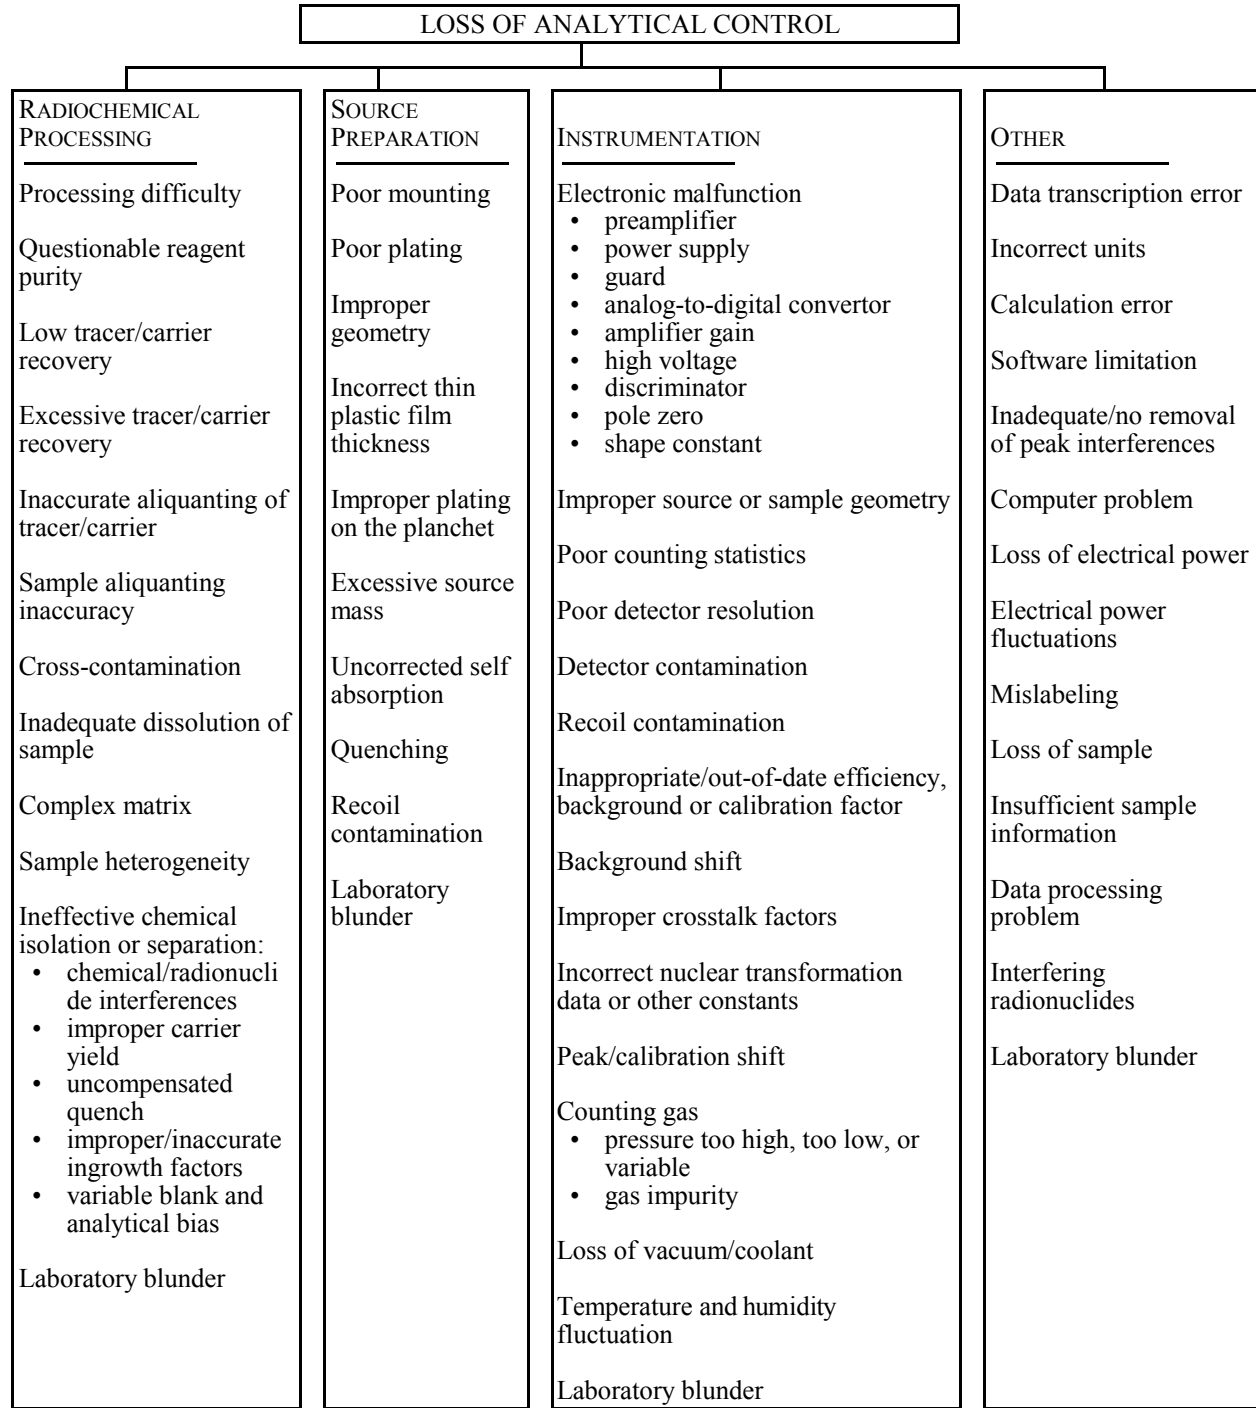 LOSS OF ANALYTICAL CONTROL
RADIOCHEMICAL
PROCESSING
Processing difficulty
Questionable reagent
purity
Low tracer/carrier
recovery
Excessive tracer/carrier
recovery
Inaccurate aliquanting of
tracer/carrier
Sample aliquanting
inaccuracy
Cross-contamination
Inadequate dissolution of
sample
Complex matrix
Sample heterogeneity
Ineffective chemical
isolation or separation:
• chemical/radionucli
de interferences
• improper carrier
yield
• uncompensated
quench
• improper/inaccurate
ingrowth factors
• variable blank and
analytical bias
Laboratory blunder
SOURCE
PREPARATION
Poor mounting
Poor plating
Improper
geometry
Incorrect thin
plastic film
thickness
Improper plating
on the planchet
Excessive source
mass
Uncorrected self
absorption
Quenching
Recoil
contamination
Laboratory
blunder
INSTRUMENTATION
Electronic malfunction
• preamplifier
• power supply
• guard
• analog-to-digital convertor
• amplifier gain
• high voltage
• discriminator
• pole zero
• shape constant
Improper source or sample geometry
Poor counting statistics
Poor detector resolution
Detector contamination
Recoil contamination
Inappropriate/out-of-date efficiency,
background or calibration factor
Background shift
Improper crosstalk factors
Incorrect nuclear transformation
data or other constants
Peak/calibration shift
Counting gas
• pressure too high, too low, or
variable
• gas impurity
Loss of vacuum/coolant
Temperature and humidity
fluctuation
Laboratory blunder
OTHER
Data transcription error
Incorrect units
Calculation error
Software limitation
Inadequate/no removal
of peak interferences
Computer problem
Loss of electrical power
Electrical power
fluctuations
Mislabeling
Loss of sample
Insufficient sample
information
Data processing
problem
Interfering
radionuclides
Laboratory blunder